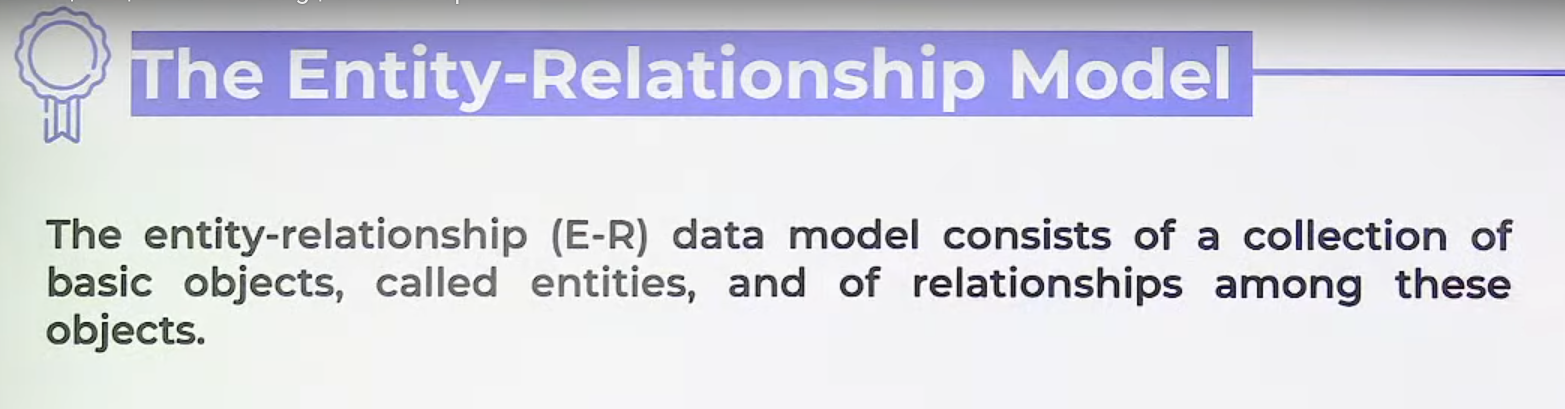 The Entity-Relationship Model
The entity-relationship (E-R) data model consists of a collection of
basic objects, called entities, and of relationships among these
objects.